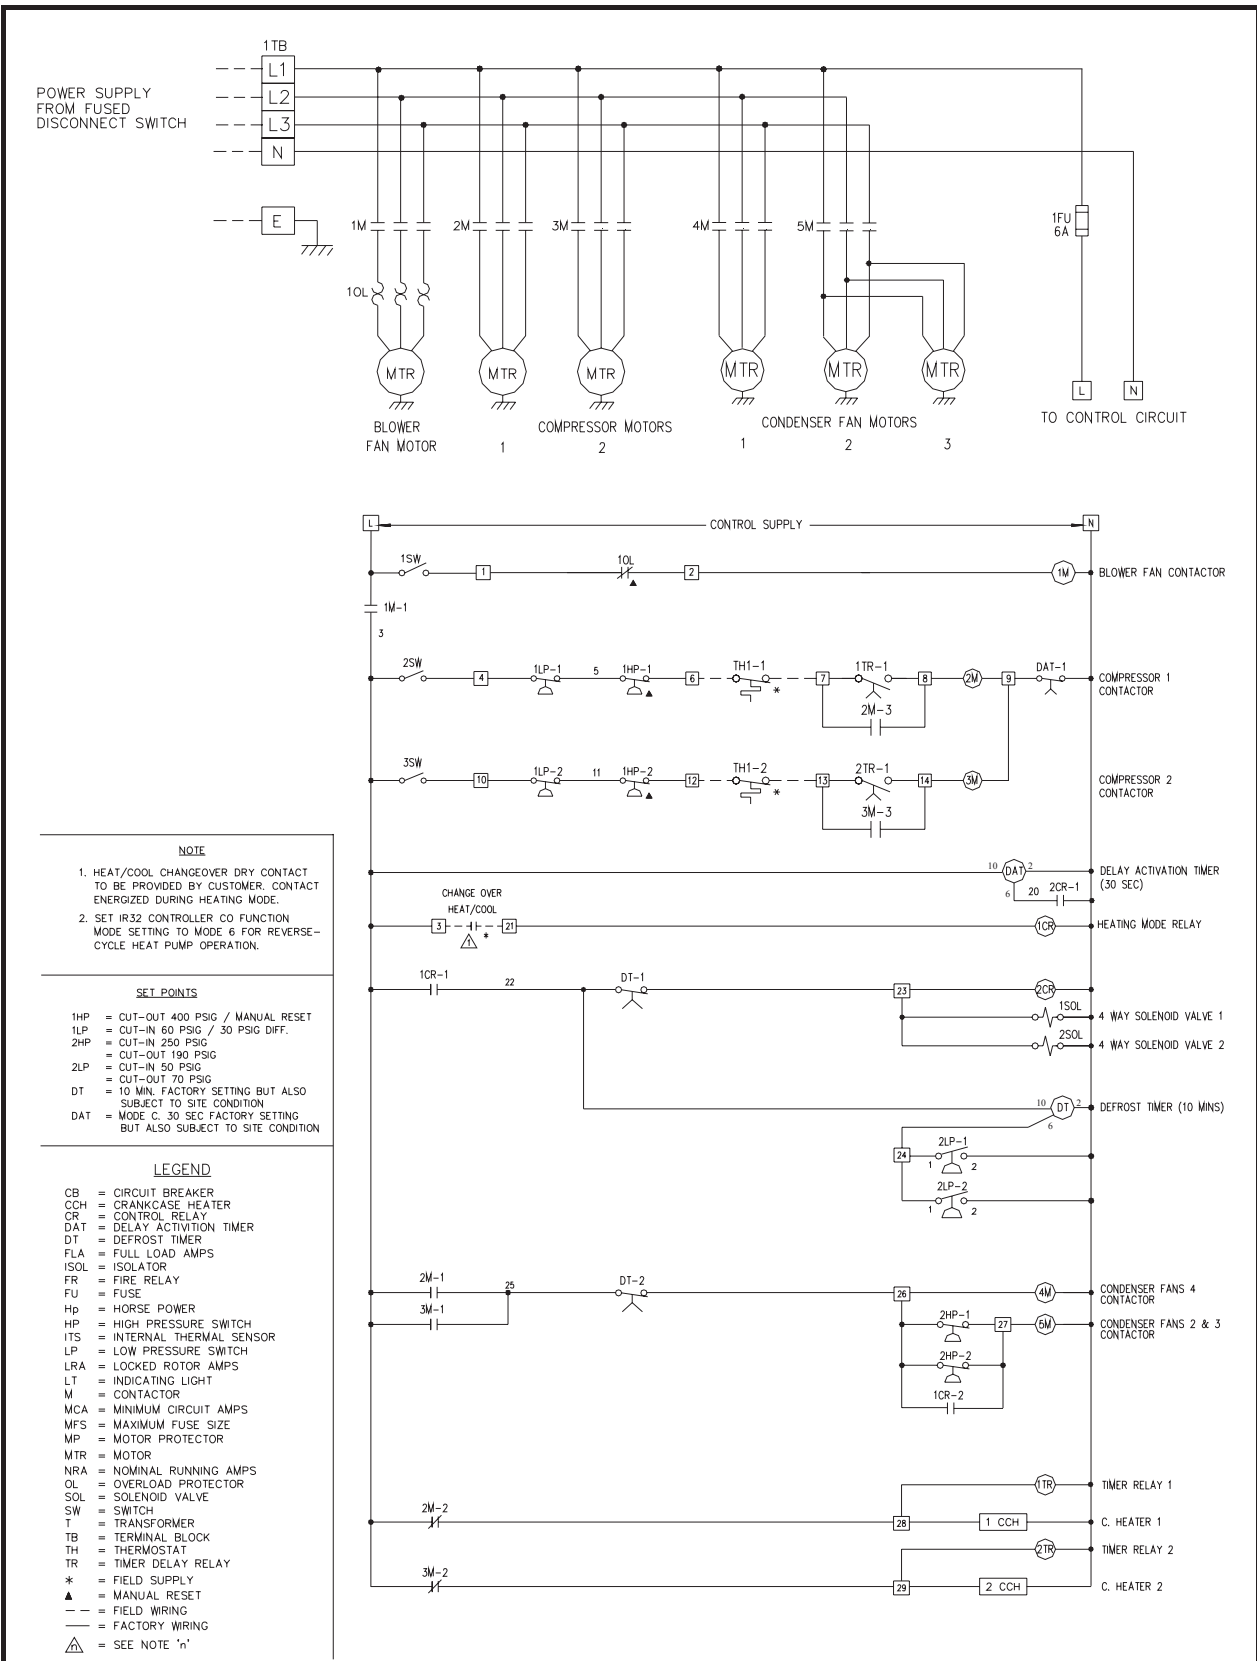 1TB
L1
L2
L3
N
E
POWER SUPPLY
FROM FUSED
DISCONNECT SWITCH
1M
2M
3M
4M
5M
1FU
6A
1OL
MTR
MTR
MTR
MTR
MTR
MTR
L
N
BLOWER
FAN MOTOR
1
COMPRESSOR MOTORS
2
1
CONDENSER FAN MOTORS
2
3
TO CONTROL CIRCUIT
L
CONTROL SUPPLY
N
1SW
1
1OL
2
1M
BLOWER FAN CONTACTOR
1M-1
3
2SW
4
1LP-1
5
1HP-1
6
TH1-1
*
7
1TR-1
8
2M
9
DAT-1
COMPRESSOR 1
CONTACTOR
2M-3
3SW
10
1LP-2
11
1HP-2
12
TH1-2
*
13
2TR-1
14
3M
COMPRESSOR 2
CONTACTOR
3M-3
10
DAT
2
DELAY ACTIVATION TIMER
(30 SEC)
6
20
2CR-1
CHANGE OVER
HEAT/COOL
3
21
1
*
1CR
HEATING MODE RELAY
1CR-1
22
DT-1
23
2CR
1SOL
4 WAY SOLENOID VALVE 1
2SOL
4 WAY SOLENOID VALVE 2
10
DT
2
DEFROST TIMER (10 MINS)
6
24
2LP-1
1
2
2LP-2
1
2
2M-1
25
DT-2
26
4M
CONDENSER FANS 4
CONTACTOR
3M-1
2HP-1
27
5M
CONDENSER FANS 2 & 3
CONTACTOR
2HP-2
1CR-2
1TR
TIMER RELAY 1
2M-2
28
1 CCH
C. HEATER 1
2TR
TIMER RELAY 2
3M-2
29
2 CCH
C. HEATER 2
NOTE
1. HEAT/COOL CHANGEOVER DRY CONTACT
TO BE PROVIDED BY CUSTOMER. CONTACT
ENERGIZED DURING HEATING MODE.
2. SET IR32 CONTROLLER CO FUNCTION
MODE SETTING TO MODE 6 FOR REVERSE-
CYCLE HEAT PUMP OPERATION.
SET POINTS
1HP = CUT-OUT 400 PSIG / MANUAL RESET
1LP = CUT-IN 60 PSIG / 30 PSIG DIFF.
2HP = CUT-IN 250 PSIG
= CUT-OUT 190 PSIG
2LP = CUT-IN 50 PSIG
= CUT-OUT 70 PSIG
DT = 10 MIN. FACTORY SETTING BUT ALSO
SUBJECT TO SITE CONDITION
DAT = MODE C. 30 SEC FACTORY SETTING
BUT ALSO SUBJECT TO SITE CONDITION
LEGEND
CB = CIRCUIT BREAKER
CCH = CRANKCASE HEATER
CR = CONTROL RELAY
DAT = DELAY ACTIVITION TIMER
DT = DEFROST TIMER
FLA = FULL LOAD AMPS
ISOL = ISOLATOR
FR = FIRE RELAY
FU = FUSE
Hp = HORSE POWER
HP = HIGH PRESSURE SWITCH
ITS = INTERNAL THERMAL SENSOR
LP = LOW PRESSURE SWITCH
LRA = LOCKED ROTOR AMPS
LT = INDICATING LIGHT
M = CONTACTOR
MCA = MINIMUM CIRCUIT AMPS
MFS = MAXIMUM FUSE SIZE
MP = MOTOR PROTECTOR
MTR = MOTOR
NRA = NOMINAL RUNNING AMPS
OL = OVERLOAD PROTECTOR
SOL = SOLENOID VALVE
SW = SWITCH
T = TRANSFORMER
TB = TERMINAL BLOCK
TH = THERMOSTAT
TR = TIMER DELAY RELAY
* = FIELD SUPPLY
▲ = MANUAL RESET
-- = FIELD WIRING
— = FACTORY WIRING
n = SEE NOTE 'n'